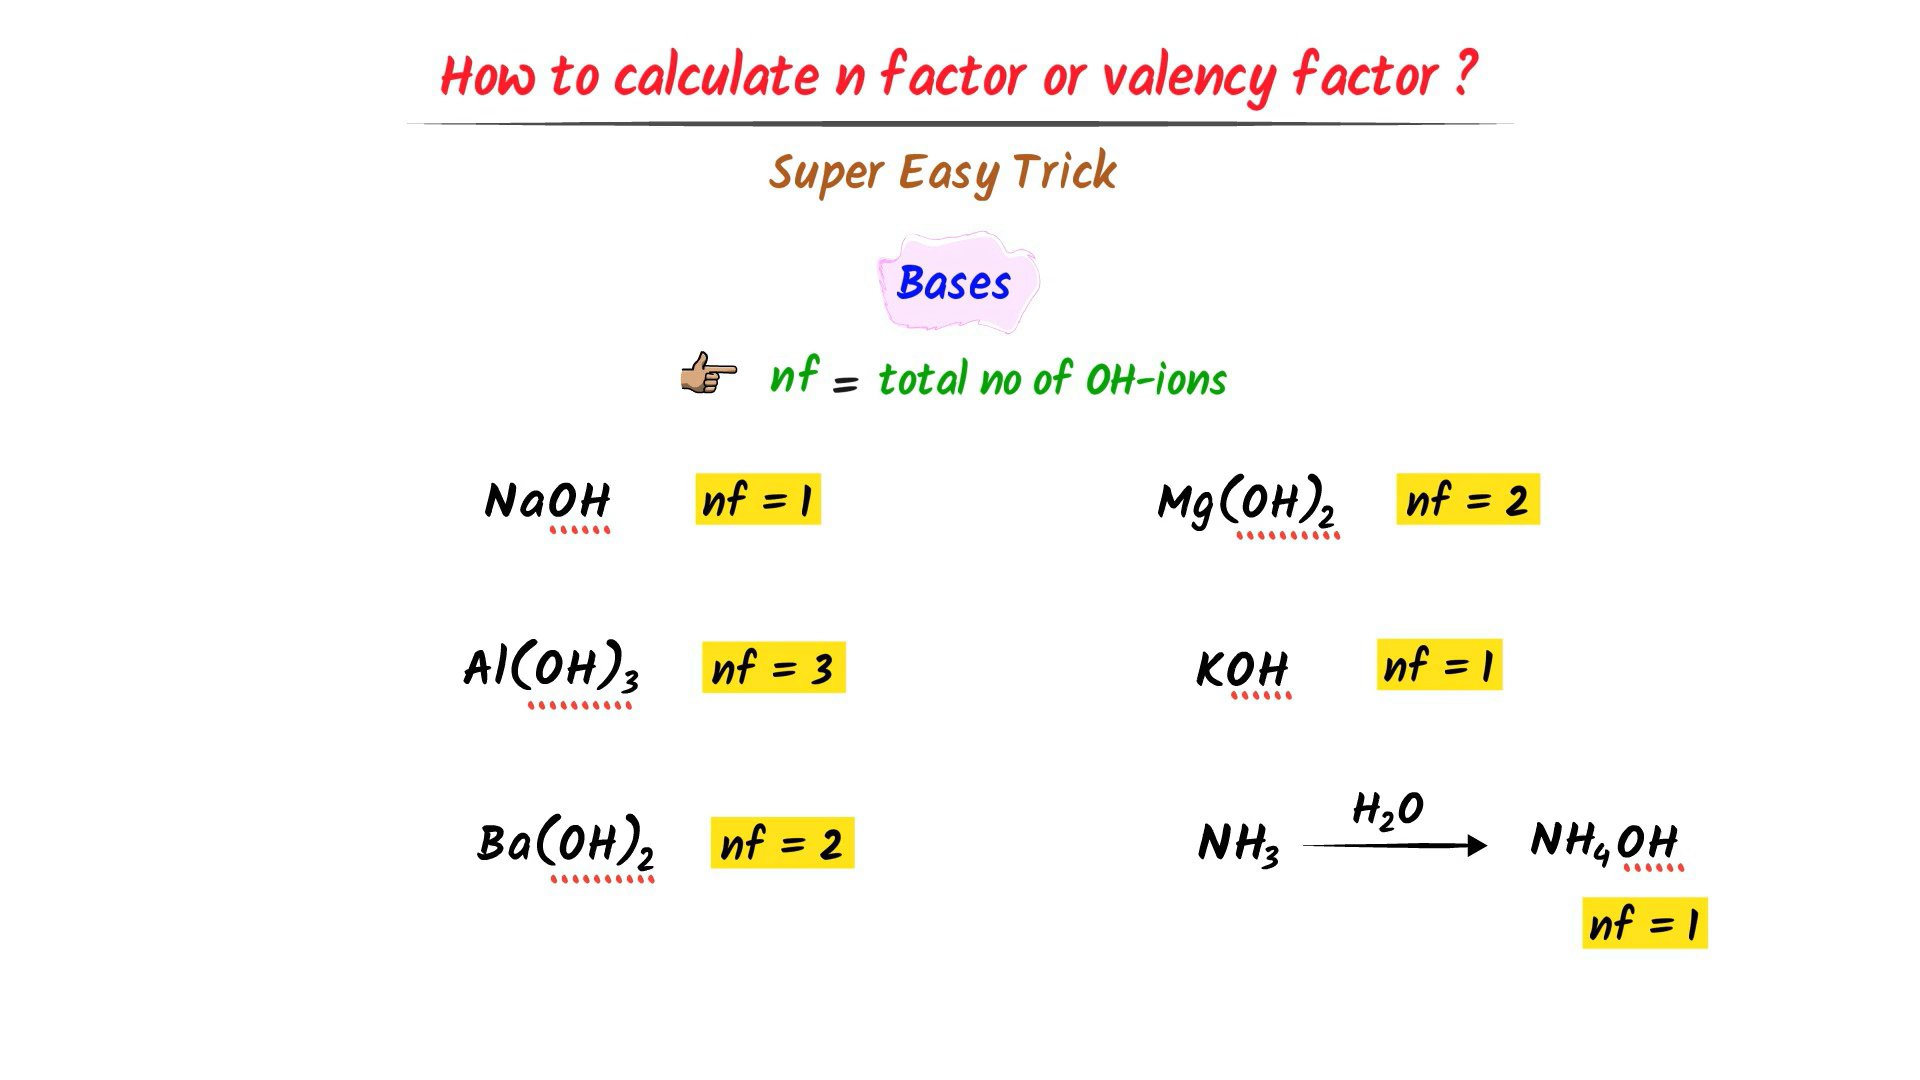 How to calculate n factor or valency factor ?
Super Easy Trick
Bases
nf = total no of OH-ions
NaOH nf = 1
Mg(OH)₂ nf = 2
Al(OH)₃ nf = 3
KOH nf = 1
Ba(OH)₂ nf = 2
H₂O
NH₃ → NH₄OH
nf = 1